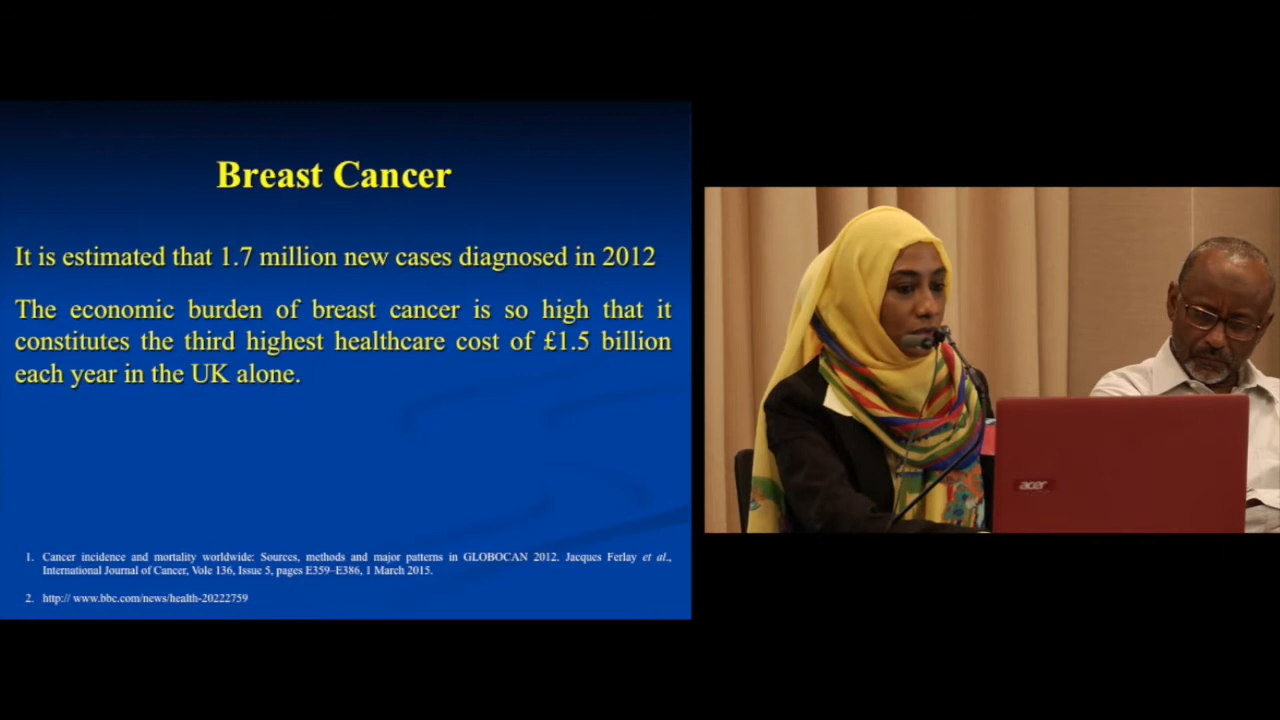 Breast Cancer
It is estimated that 1.7 million new cases diagnosed in 2012
The economic burden of breast cancer is so high that it
constitutes the third highest healthcare cost of £1.5 billion
each year in the UK alone.
1. Cancer incidence and mortality worldwide: Sources, methods and major patterns in GLOBOCAN 2012. Jacques Ferlay et al.,
International Journal of Cancer, Vole 136, Issue 5, pages E359–E386, 1 March 2015.
2. http:// www.bbc.com/news/health-20222759
acer